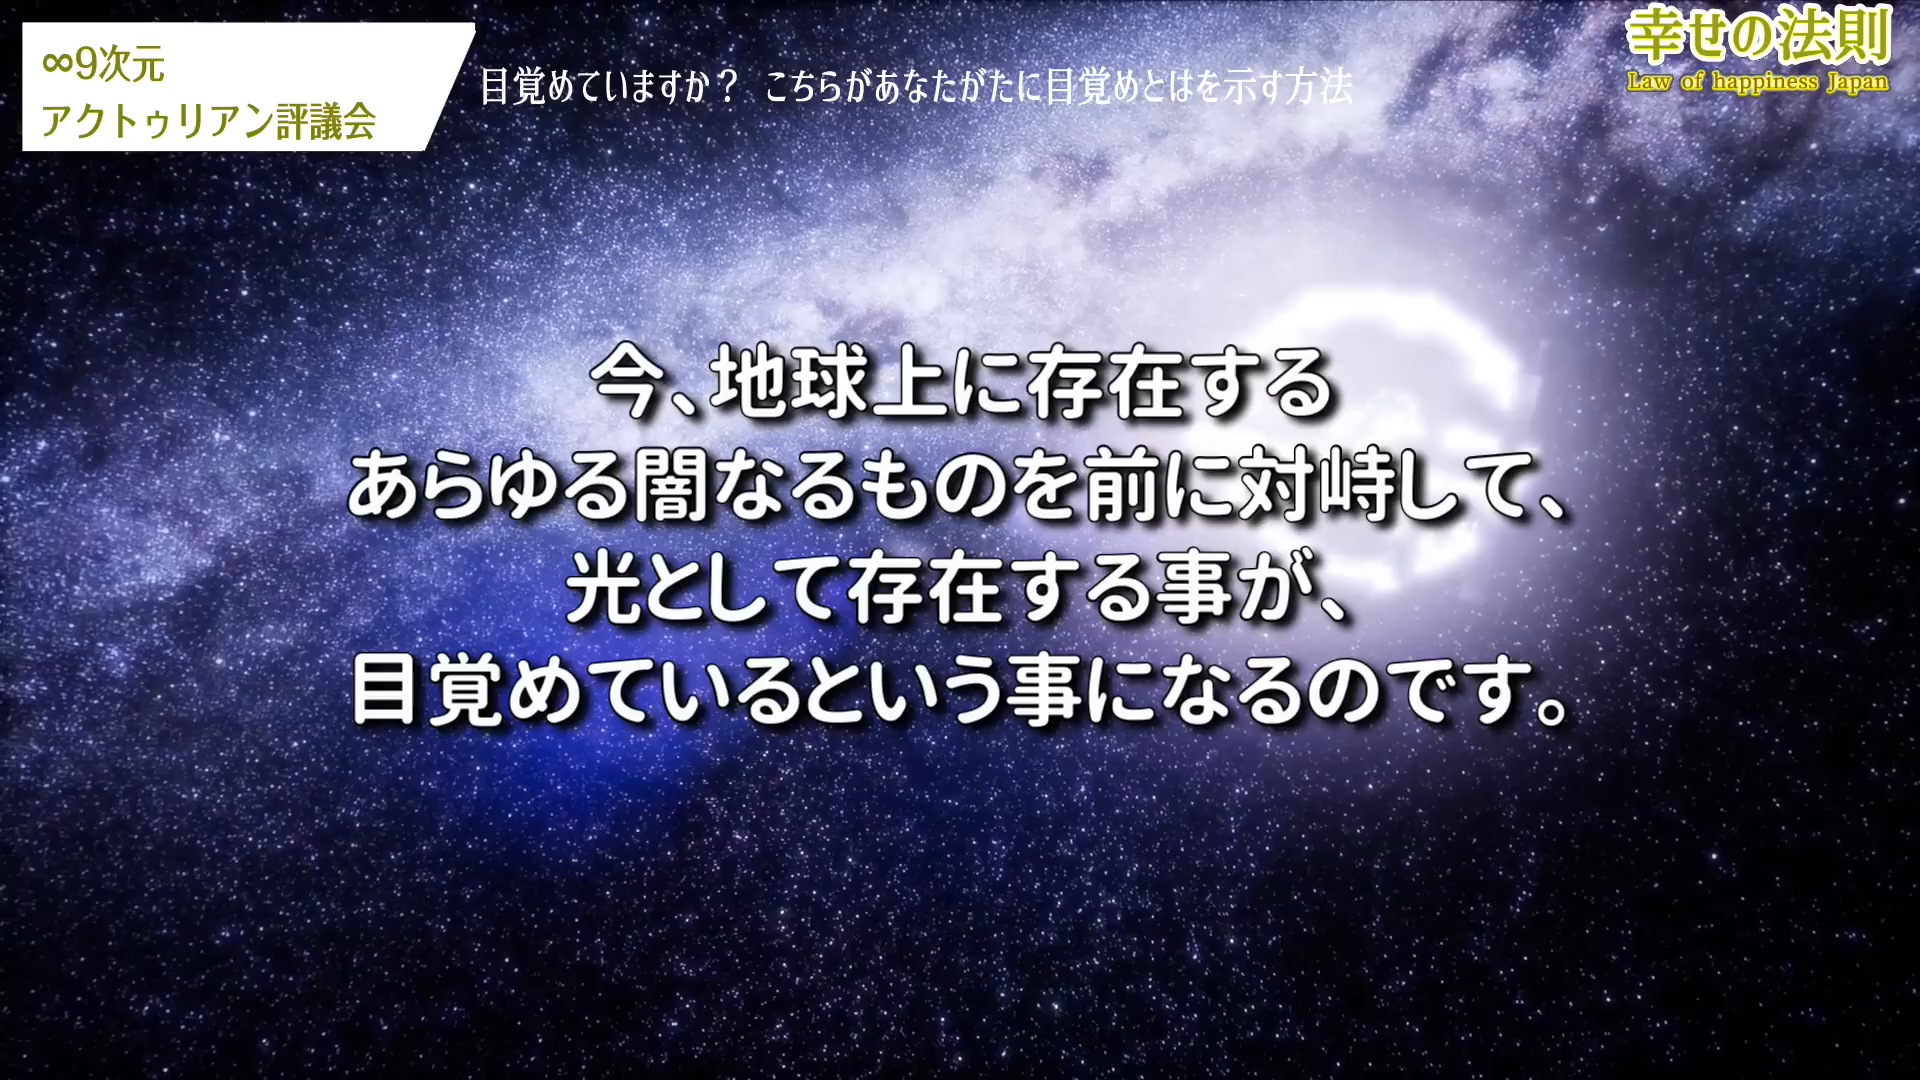 ∞9次元
アクトゥリアン評議会
目覚めていますか？ こちらがあなたがたに目覚めとはを示す方法
幸せの法則
Law of happiness Japan
今、地球上に存在する
あらゆる闇なるものを前に対峙して、
光として存在する事が、
目覚めているという事になるのです。